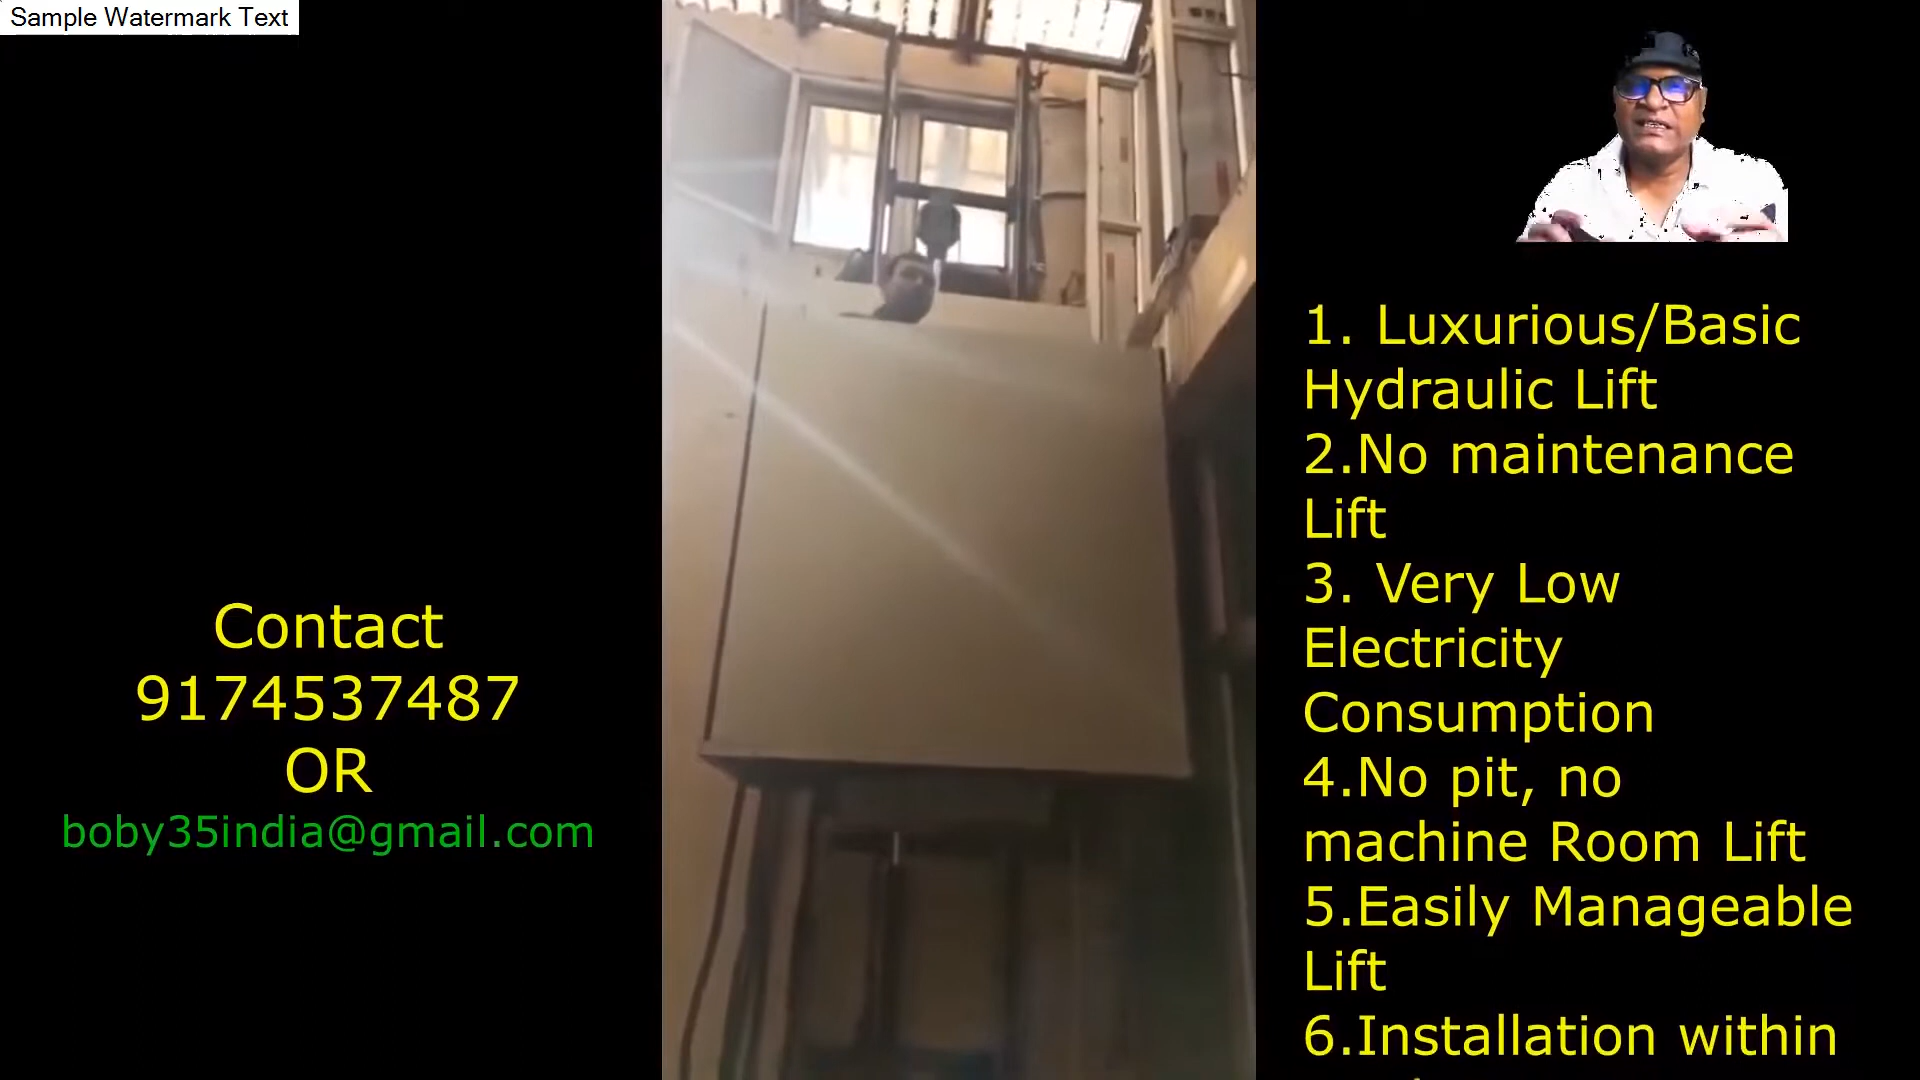 Sample Watermark Text
Contact
9174537487
OR
boby35india@gmail.com
1. Luxurious/Basic
Hydraulic Lift
2.No maintenance
Lift
3. Very Low
Electricity
Consumption
4.No pit, no
machine Room Lift
5.Easily Manageable
Lift
6.Installation within